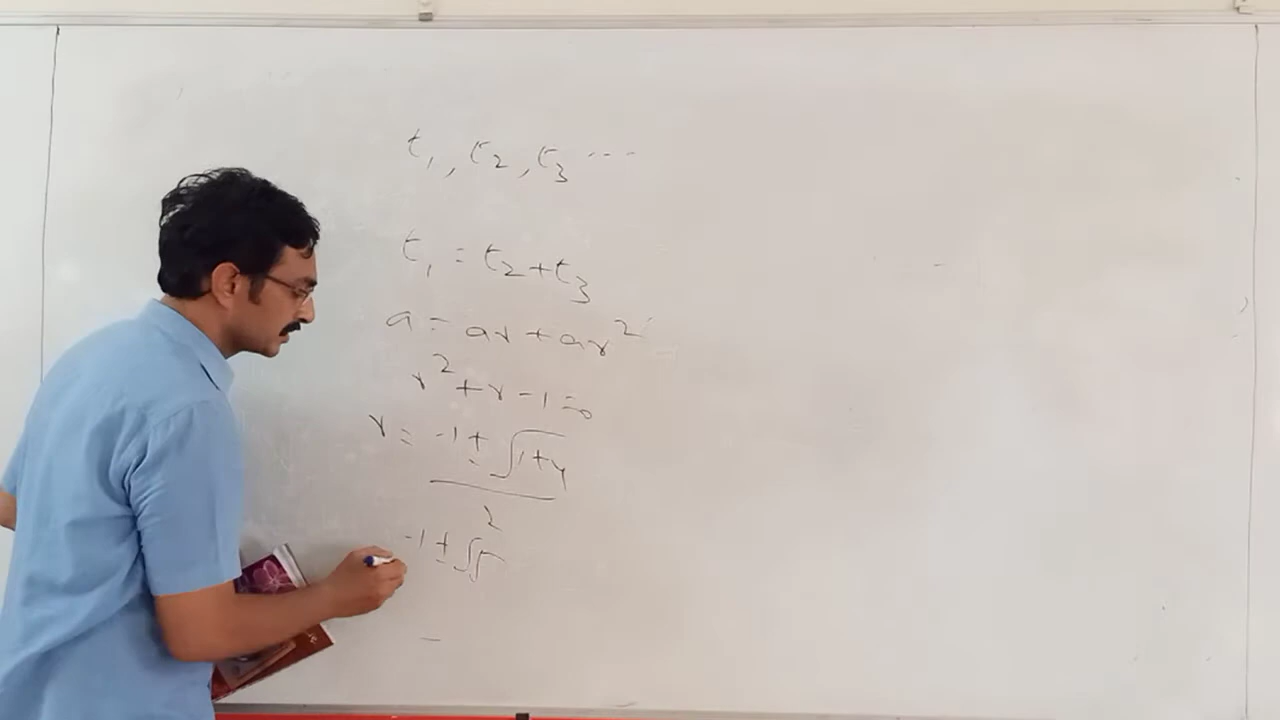 t₁, t₂, t₃ ---
t₁ = t₂ + t₃
a = ar + ar²
r² + r - 1 = 0
r = (-1 ± √(1+4)) / 2
-1 ± √5